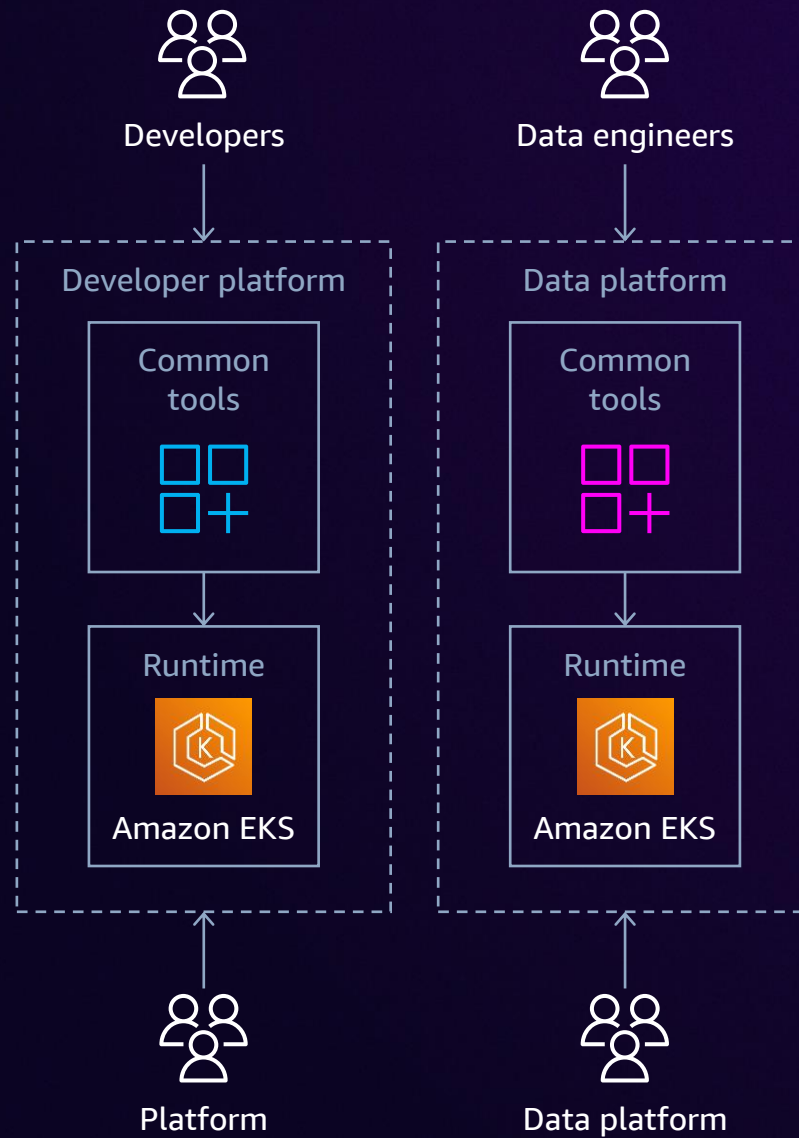 Developers
Data engineers
Developer platform
Data platform
Common
tools
Common
tools
Runtime
Runtime
K
K
Amazon EKS
Amazon EKS
Platform
Data platform